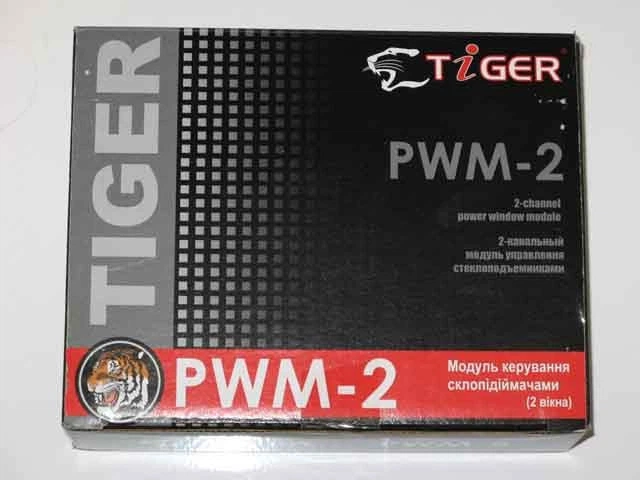 TIGER
TiGER®
PWM-2
2-channel
power window module
2-канальный
модуль управления
стеклоподъемниками
PWM-2
Модуль керування
склопідіймачами
(2 вікна)